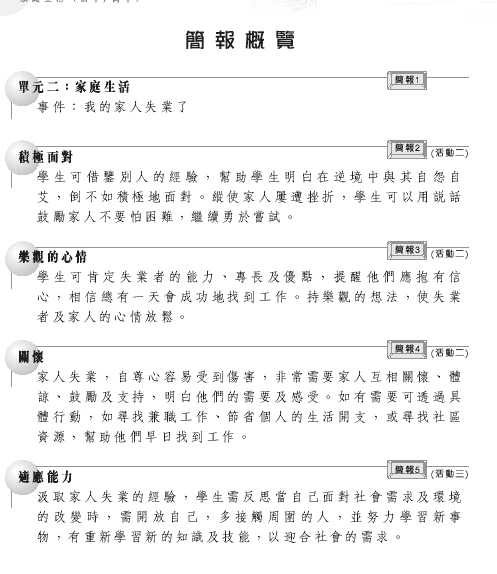 簡報概覽
單元二：家庭生活 簡報1
事件：我的家人失業了
積極面對 簡報2 (活動二)
學生可借鑒別人的經驗，幫助學生明白在逆境中與其自怨自
艾，倒不如積極地面對。縱使家人屢遭挫折，學生可以用說話
鼓勵家人不要怕困難，繼續勇於嘗試。
樂觀的心情 簡報3 (活動二)
學生可肯定失業者的能力、專長及優點，提醒他們應抱有信
心，相信總有一天會成功地找到工作。持樂觀的想法，使失業
者及家人的心情放鬆。
關懷 簡報4 (活動二)
家人失業，自尊心容易受到傷害，非常需要家人互相關懷、體
諒、鼓勵及支持，明白他們的需要及感受。如有需要可透過具
體行動，如尋找兼職工作、節省個人的生活開支，或尋找社區
資源，幫助他們早日找到工作。
適應能力 簡報5 (活動三)
汲取家人失業的經驗，學生需反思當自己面對社會需求及環境
的改變時，需開放自己，多接觸周圍的人，並努力學習新事
物，有重新學習新的知識及技能，以迎合社會的需求。